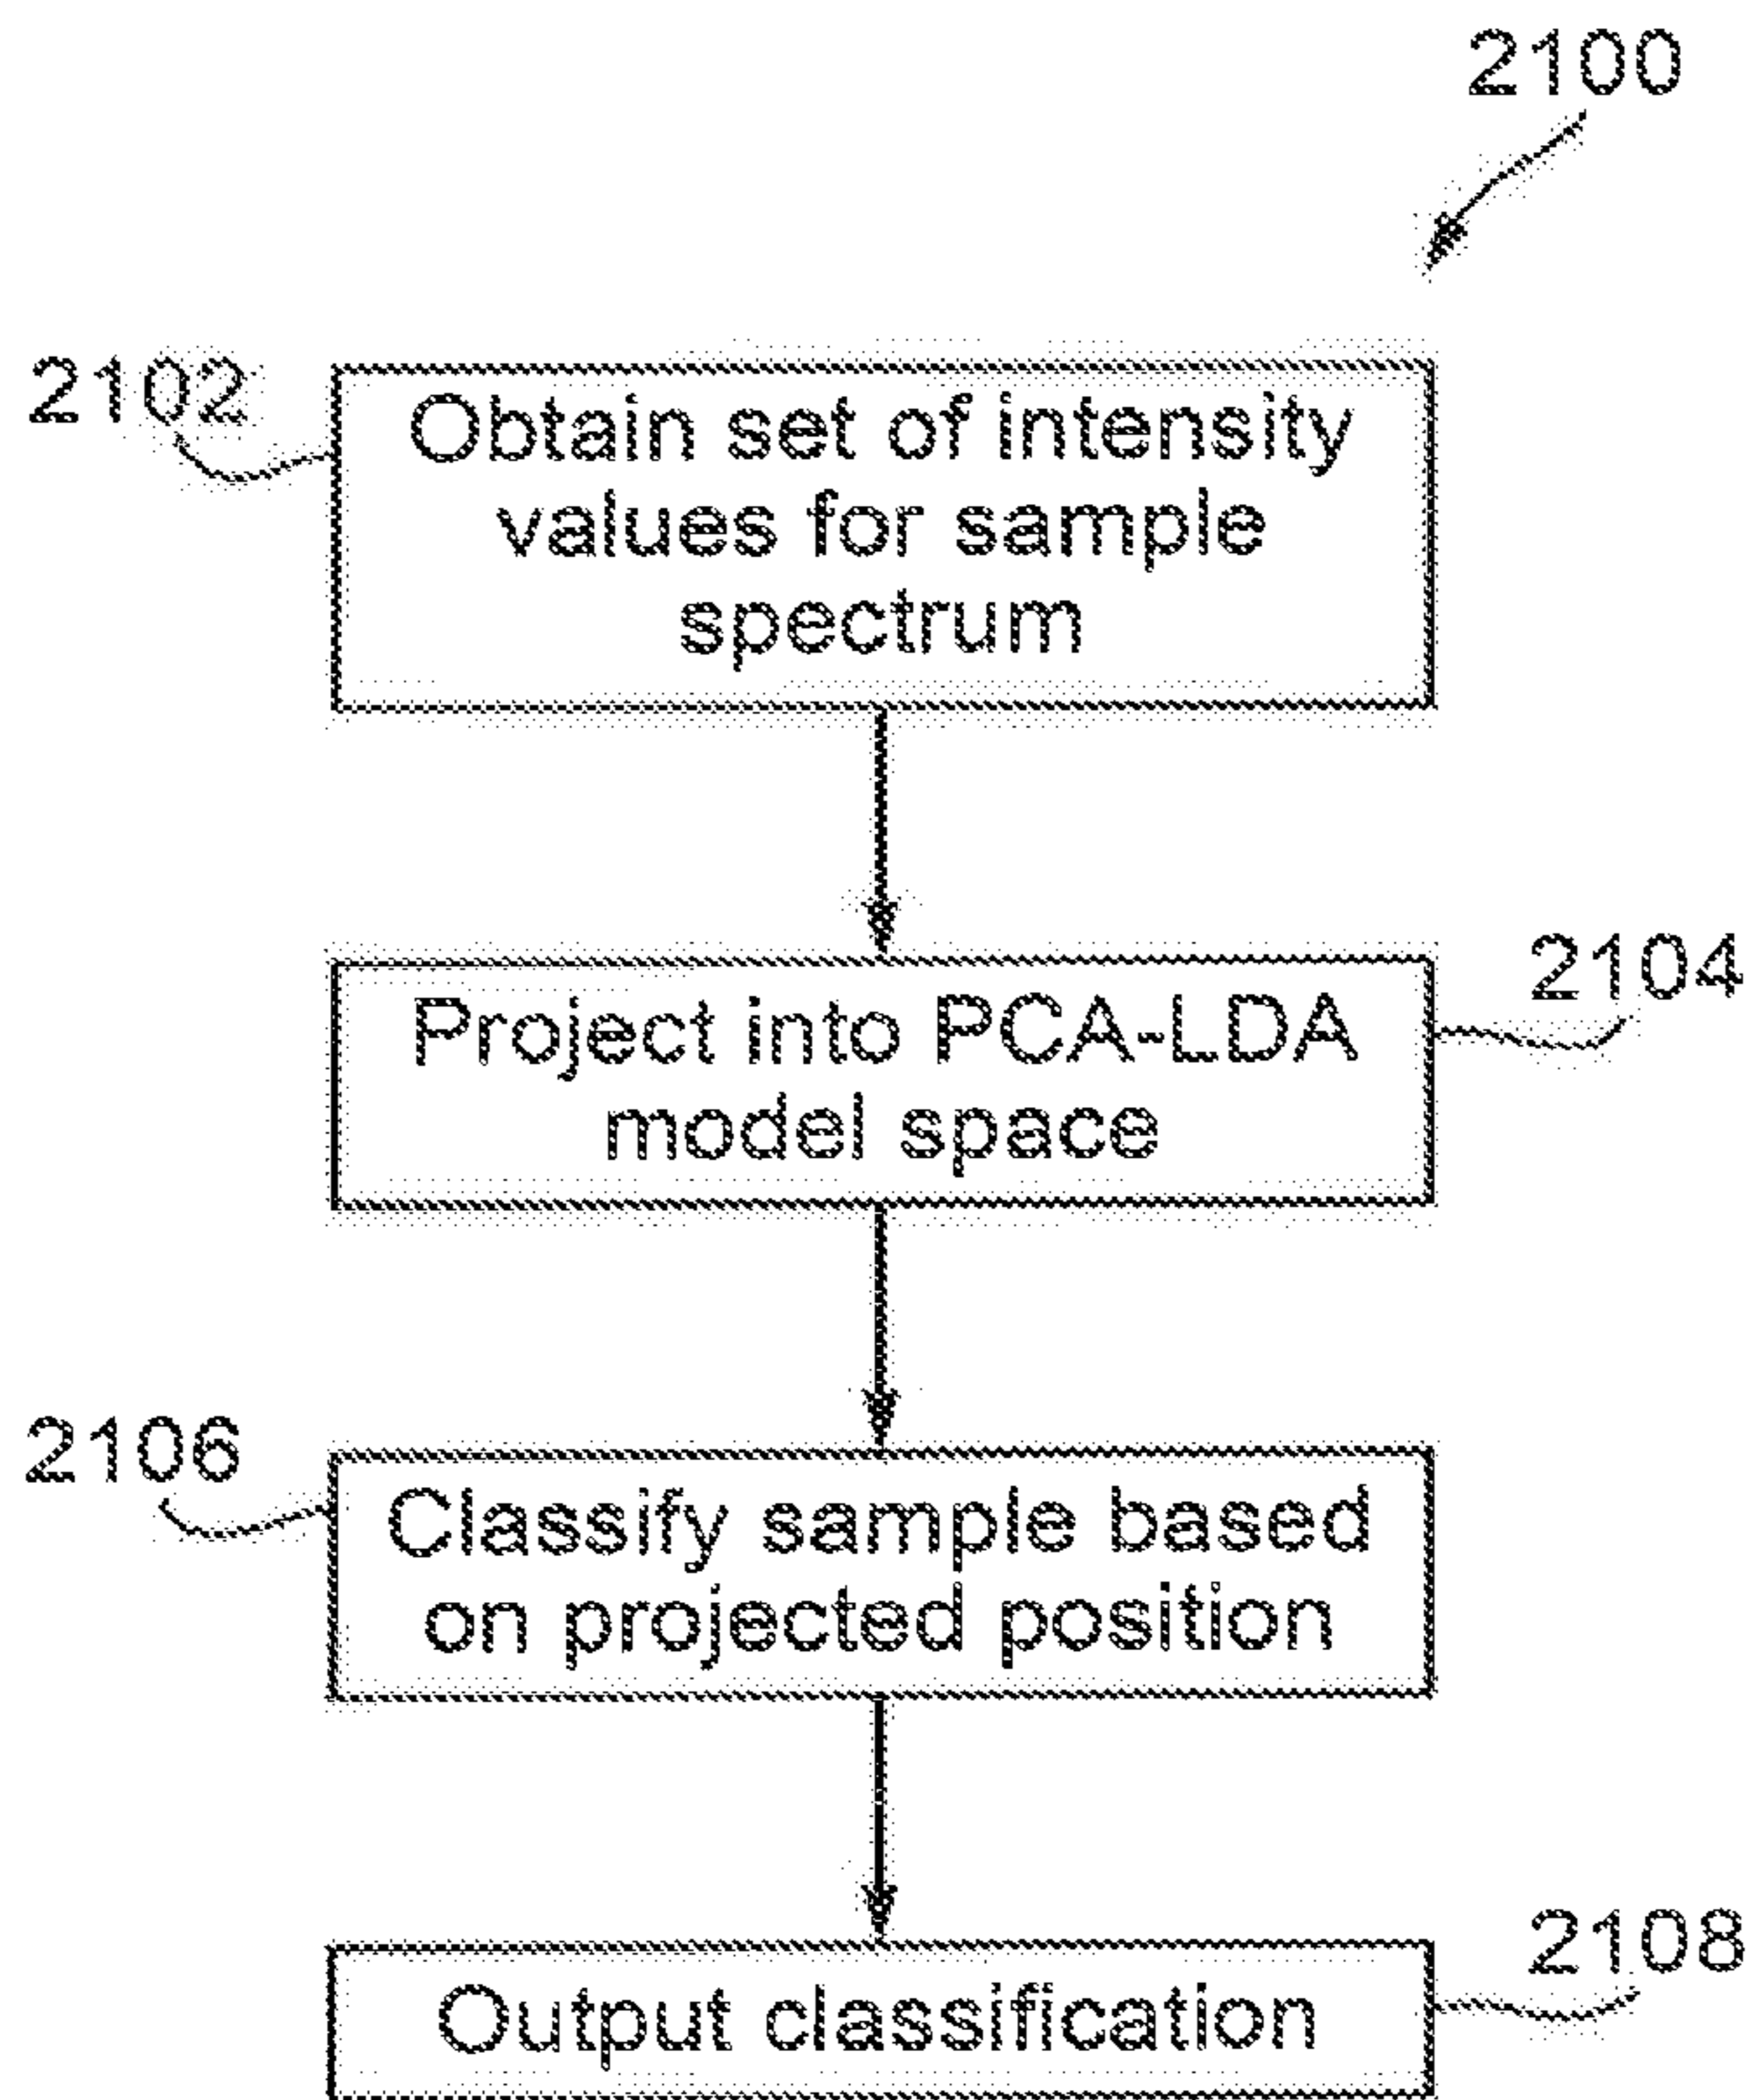 2100
2102
Obtain set of intensity
values for sample
spectrum
2104
Project into PCA-LDA
model space
2106
Classify sample based
on projected position
2108
Output classification